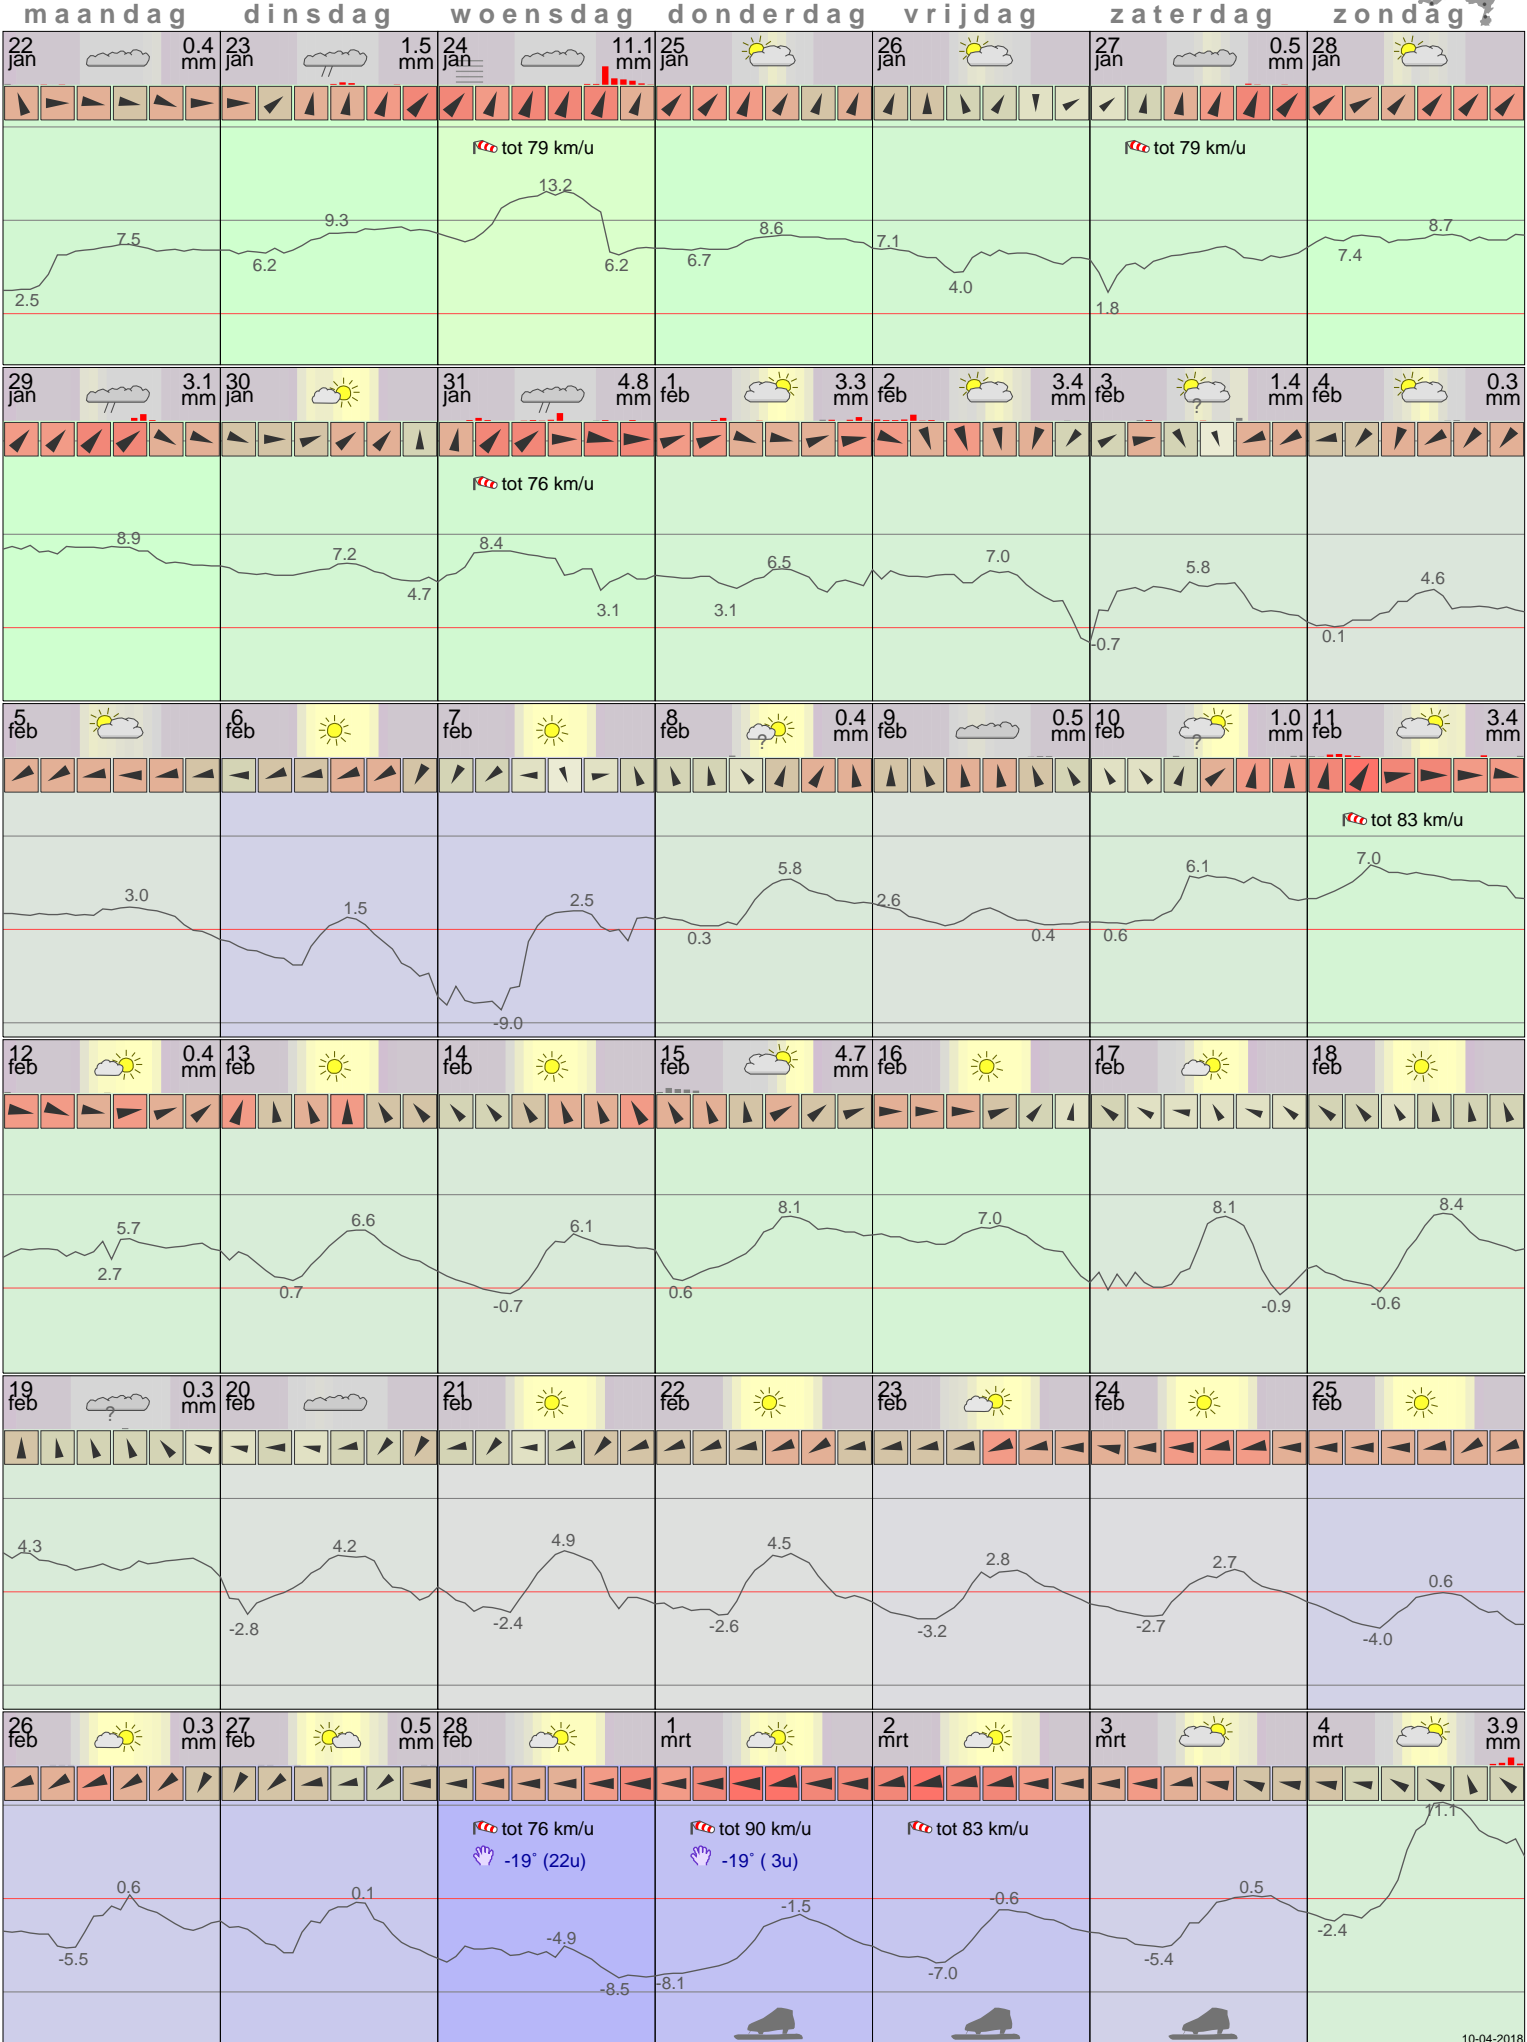 maandag dinsdag woensdag donderdag vrijdag zaterdag zondag
22 jan 0.4 mm 23 jan 1.5 mm 24 jan 11.1 mm 25 jan 26 jan 27 jan 0.5 mm 28 jan
tot 79 km/u tot 79 km/u
2.5 7.5 6.2 9.3 13.2 6.2 6.7 8.6 7.1 4.0 1.8 7.4 8.7
29 jan 3.1 mm 30 jan 31 jan 4.8 mm 1 feb 3.3 mm 2 feb 3.4 mm 3 feb ? 1.4 mm 4 feb 0.3 mm
tot 76 km/u
8.9 7.2 4.7 8.4 3.1 3.1 6.5 7.0 -0.7 5.8 0.1 4.6
5 feb 6 feb 7 feb 8 feb ? 0.4 mm 9 feb 0.5 mm 10 feb ? 1.0 mm 11 feb 3.4 mm
tot 83 km/u
3.0 1.5 -9.0 2.5 0.3 5.8 2.6 0.4 0.6 6.1 7.0
12 feb 0.4 mm 13 feb 14 feb 15 feb 4.7 mm 16 feb 17 feb 18 feb
2.7 5.7 0.7 6.6 -0.7 6.1 0.6 8.1 7.0 8.1 -0.9 -0.6 8.4
19 feb ? 0.3 mm 20 feb 21 feb 22 feb 23 feb 24 feb 25 feb
4.3 -2.8 4.2 -2.4 4.9 -2.6 4.5 -3.2 2.8 -2.7 2.7 -4.0 0.6
26 feb 0.3 mm 27 feb 0.5 mm 28 feb 1 mrt 2 mrt 3 mrt 4 mrt 3.9 mm
tot 76 km/u tot 90 km/u tot 83 km/u
-19° (22u) -19° ( 3u)
-5.5 0.6 0.1 -4.9 -8.5 -8.1 -1.5 -7.0 -0.6 -5.4 0.5 -2.4 11.1
10-04-2018